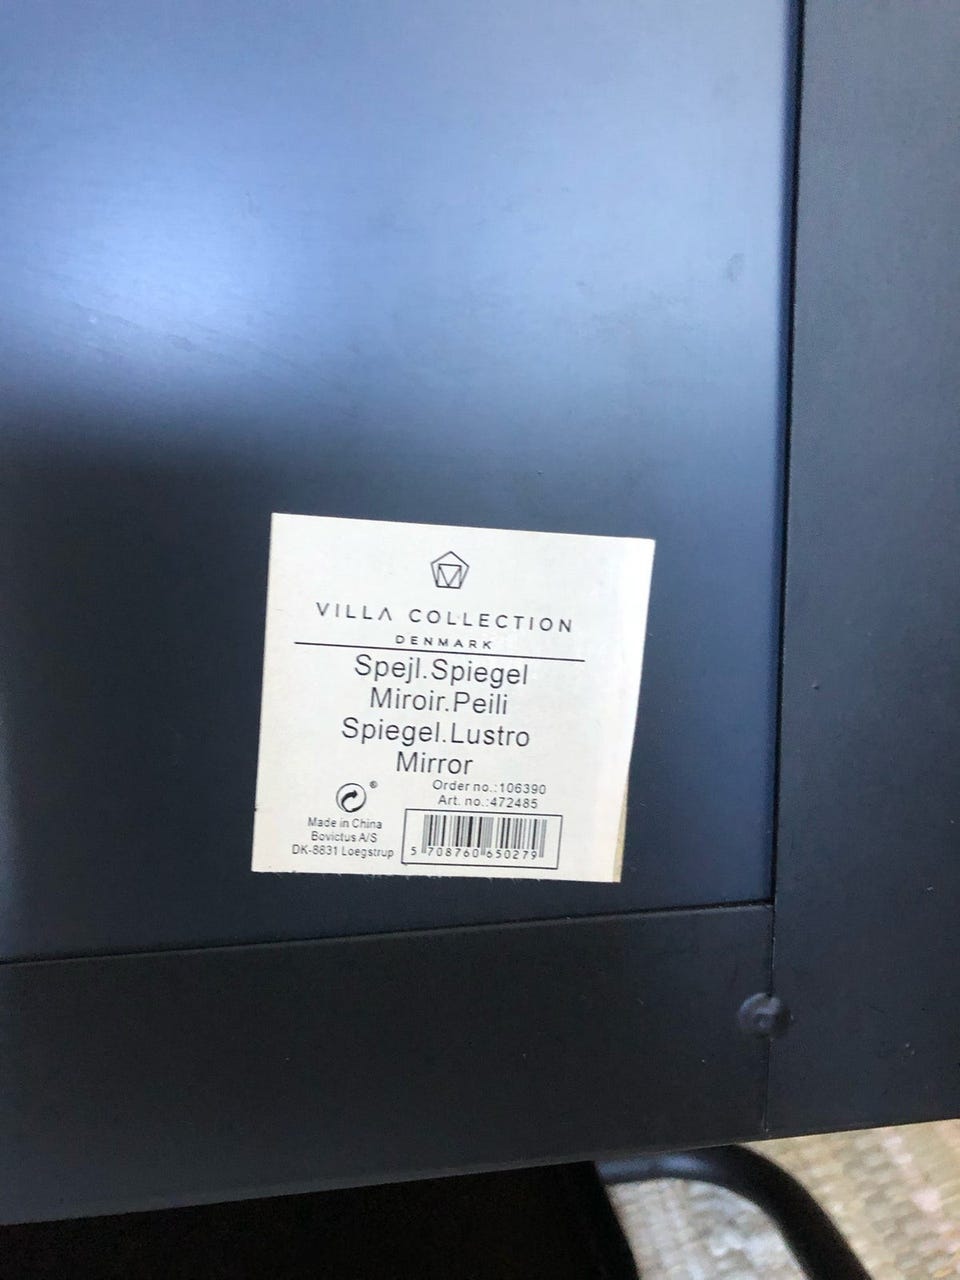 VILLA COLLECTION
DENMARK
Spejl.Spiegel
Miroir.Peili
Spiegel.Lustro
Mirror
Order no.:106390
Art. no.:472485
®
Made in China
Bovictus A/S
DK-8831 Loegstrup
5 708760 650279